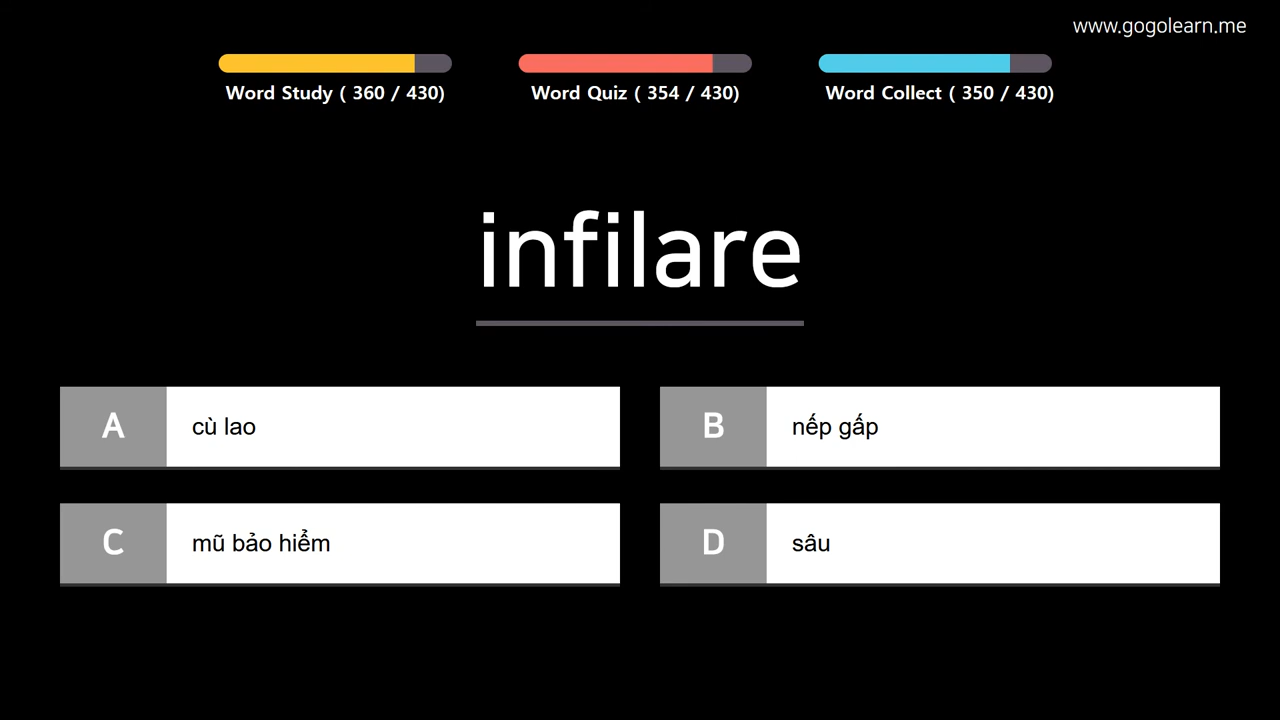 www.gogolearn.me
Word Study ( 360 / 430)
Word Quiz ( 354 / 430)
Word Collect ( 350 / 430)
infilare
A cù lao
B nếp gấp
C mũ bảo hiểm
D sâu